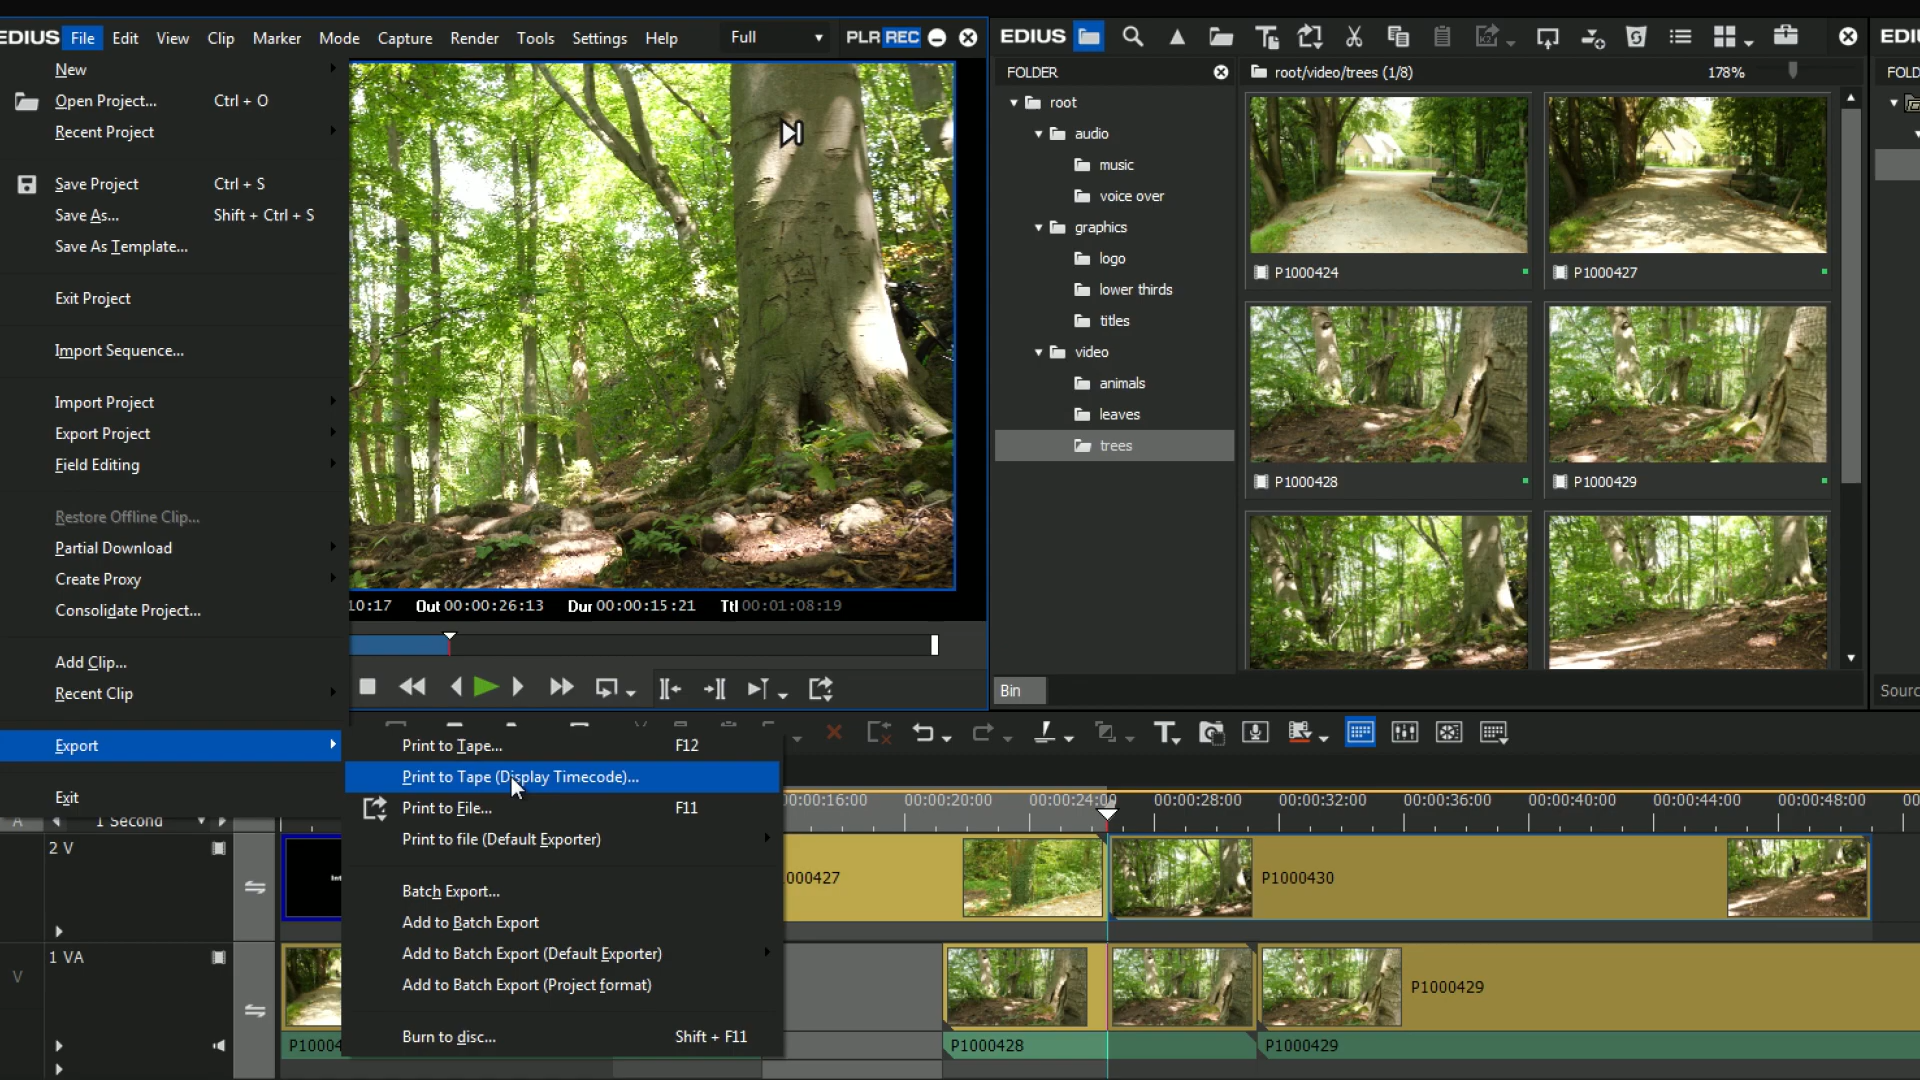 EDIUS File Edit View Clip Marker Mode Capture Render Tools Settings Help Full PLR REC
New
Open Project... Ctrl + O
Recent Project
Save Project Ctrl + S
Save As... Shift + Ctrl + S
Save As Template...
Exit Project
Import Sequence...
Import Project
Export Project
Field Editing
Restore Offline Clip...
Partial Download
Create Proxy
Consolidate Project...
Add Clip...
Recent Clip
Export
Exit
10:17 Out 00:00:26:13 Dur 00:00:15:21 Ttl 00:01:08:19
EDIUS
FOLDER
root/video/trees (1/8) 178%
root
audio
music
voice over
graphics
logo
lower thirds
titles
video
animals
leaves
trees
P1000424 P1000427
P1000428 P1000429
Bin
EDIU
FOLD
Sourc
Print to Tape... F12
Print to Tape (Display Timecode)...
Print to File... F11
Print to file (Default Exporter)
Batch Export...
Add to Batch Export
Add to Batch Export (Default Exporter)
Add to Batch Export (Project format)
Burn to disc... Shift + F11
A 1 Second
00:00:16:00 00:00:20:00 00:00:24:00 00:00:28:00 00:00:32:00 00:00:36:00 00:00:40:00 00:00:44:00 00:00:48:00 00
2 V
000427 P1000430
V 1 VA
P1000429
P10004 P1000428 P1000429